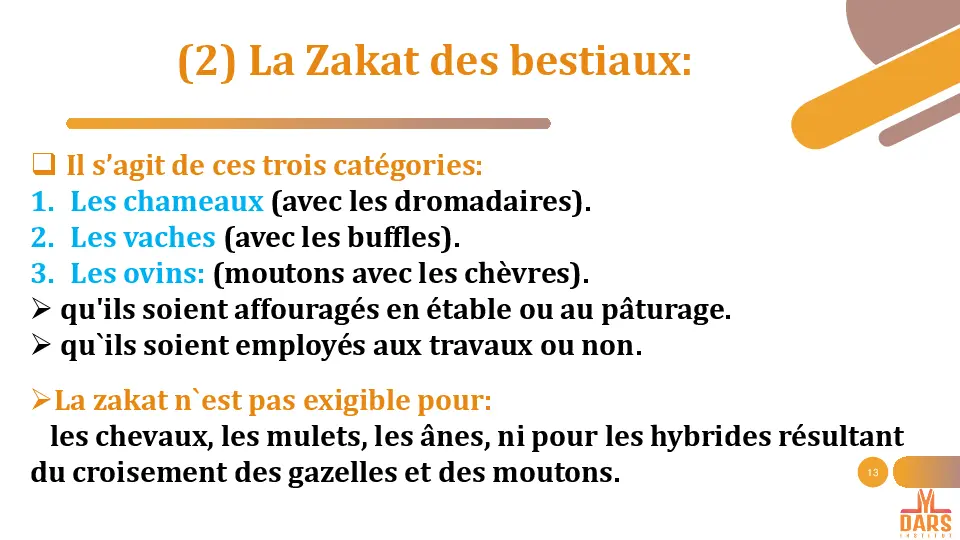 (2) La Zakat des bestiaux:
❑ Il s’agit de ces trois catégories:
1. Les chameaux (avec les dromadaires).
2. Les vaches (avec les buffles).
3. Les ovins: (moutons avec les chèvres).
➢ qu'ils soient affouragés en étable ou au pâturage.
➢ qu`ils soient employés aux travaux ou non.
➢La zakat n`est pas exigible pour:
les chevaux, les mulets, les ânes, ni pour les hybrides résultant
du croisement des gazelles et des moutons.
13
DARS
INSTITUT